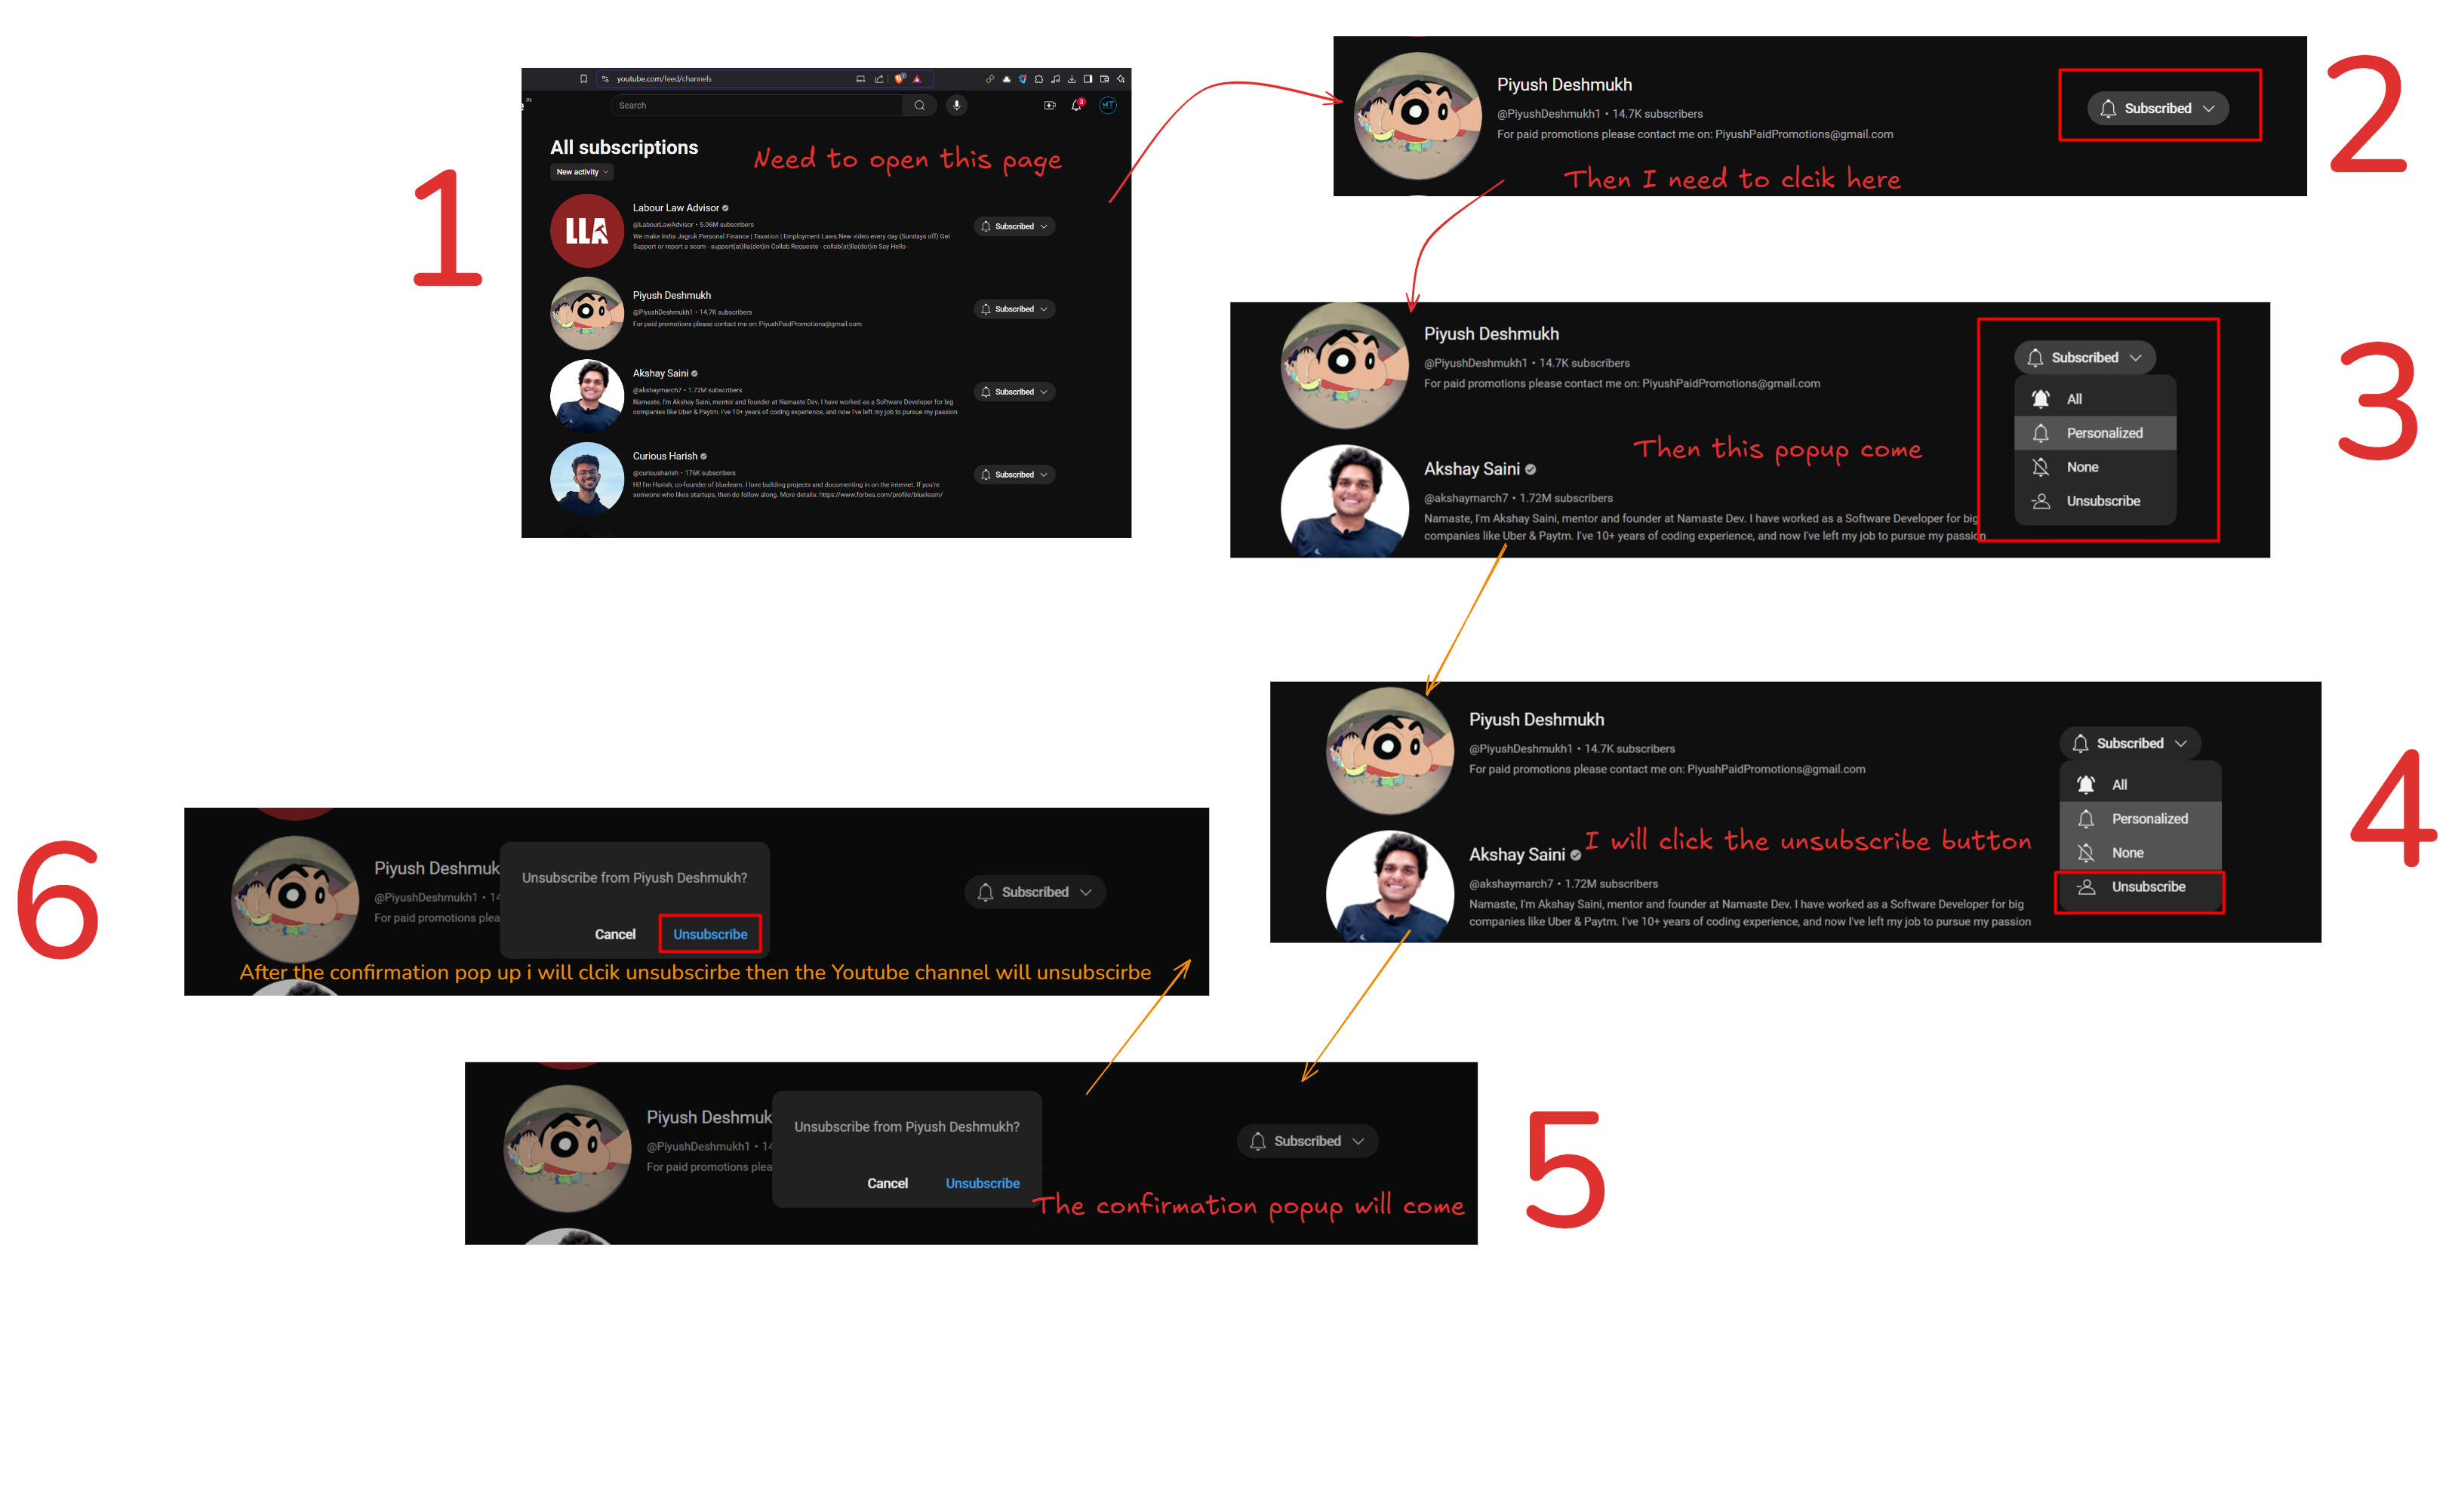 1
youtube.com/feed/channels
IN
Search
3
MT
All subscriptions
Need to open this page
New activity
LLA
Labour Law Advisor
@LabourLawAdvisor • 5.06M subscribers
We make India Jagruk Personal Finance | Taxation | Employment Laws New video every day (Sundays off) Get
Support or report a scam - support(at)lla(dot)in Collab Requests - collab(at)lla(dot)in Say Hello -
Subscribed
Piyush Deshmukh
@PiyushDeshmukh1 • 14.7K subscribers
For paid promotions please contact me on: PiyushPaidPromotions@gmail.com
Subscribed
Akshay Saini
@akshaymarch7 • 1.72M subscribers
Namaste, I'm Akshay Saini, mentor and founder at Namaste Dev. I have worked as a Software Developer for big
companies like Uber & Paytm. I've 10+ years of coding experience, and now I've left my job to pursue my passion
Subscribed
Curious Harish
@curiousharish • 176K subscribers
Hi! I'm Harish, co-founder of bluelearn. I love building projects and documenting in on the internet. If you're
someone who likes startups, then do follow along. More details: https://www.forbes.com/profile/bluelearn/
Subscribed
2
Piyush Deshmukh
@PiyushDeshmukh1 • 14.7K subscribers
For paid promotions please contact me on: PiyushPaidPromotions@gmail.com
Subscribed
Then I need to clcik here
3
Piyush Deshmukh
@PiyushDeshmukh1 • 14.7K subscribers
For paid promotions please contact me on: PiyushPaidPromotions@gmail.com
Subscribed
All
Personalized
None
Unsubscribe
Then this popup come
Akshay Saini
@akshaymarch7 • 1.72M subscribers
Namaste, I'm Akshay Saini, mentor and founder at Namaste Dev. I have worked as a Software Developer for big
companies like Uber & Paytm. I've 10+ years of coding experience, and now I've left my job to pursue my passion
4
Piyush Deshmukh
@PiyushDeshmukh1 • 14.7K subscribers
For paid promotions please contact me on: PiyushPaidPromotions@gmail.com
Subscribed
All
Personalized
None
Unsubscribe
I will click the unsubscribe button
Akshay Saini
@akshaymarch7 • 1.72M subscribers
Namaste, I'm Akshay Saini, mentor and founder at Namaste Dev. I have worked as a Software Developer for big
companies like Uber & Paytm. I've 10+ years of coding experience, and now I've left my job to pursue my passion
5
Piyush Deshmuk
@PiyushDeshmukh1 • 14
For paid promotions plea
Unsubscribe from Piyush Deshmukh?
Cancel Unsubscribe
Subscribed
The confirmation popup will come
6
Piyush Deshmuk
@PiyushDeshmukh1 • 14
For paid promotions plea
Unsubscribe from Piyush Deshmukh?
Cancel Unsubscribe
Subscribed
After the confirmation pop up i will clcik unsubscirbe then the Youtube channel will unsubscirbe